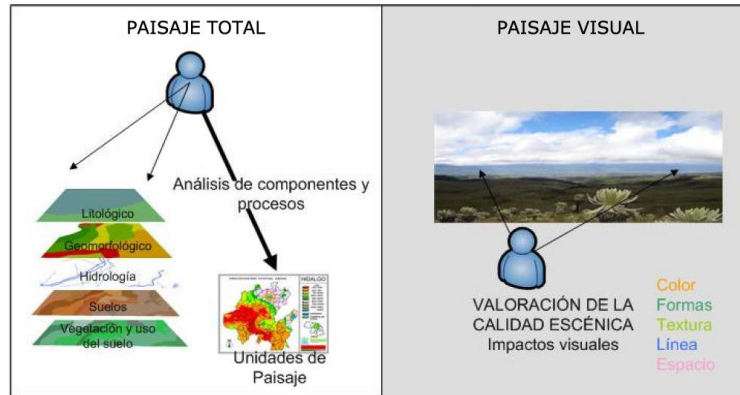 PAISAJE TOTAL
Análisis de componentes y
procesos
Litológico
Geomorfológico
Hidrología
Suelos
Vegetación y uso
del suelo
HIDALGO
Unidades de
Paisaje
PAISAJE VISUAL
VALORACIÓN DE LA
CALIDAD ESCÉNICA
Impactos visuales
Color
Formas
Textura
Línea
Espacio